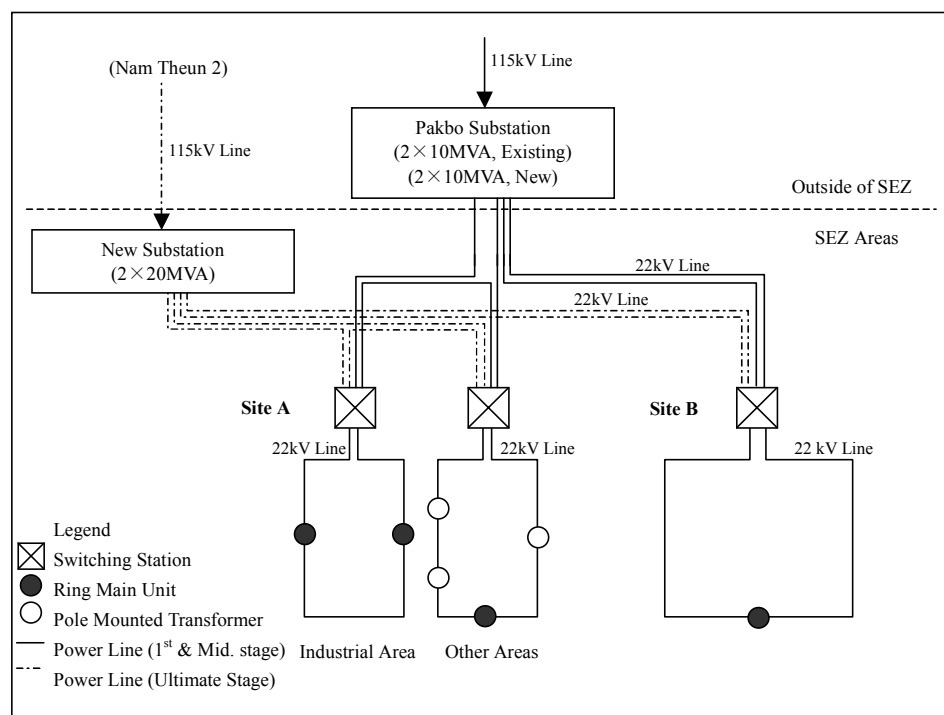 (Nam Theun 2)
115kV Line
115kV Line
Pakbo Substation
(2×10MVA, Existing)
(2×10MVA, New)
Outside of SEZ
SEZ Areas
New Substation
(2×20MVA)
22kV Line
22kV Line
Site A
Site B
22kV Line
22kV Line
22 kV Line
Legend
Switching Station
Ring Main Unit
Pole Mounted Transformer
Power Line (1st & Mid. stage)
Power Line (Ultimate Stage)
Industrial Area
Other Areas